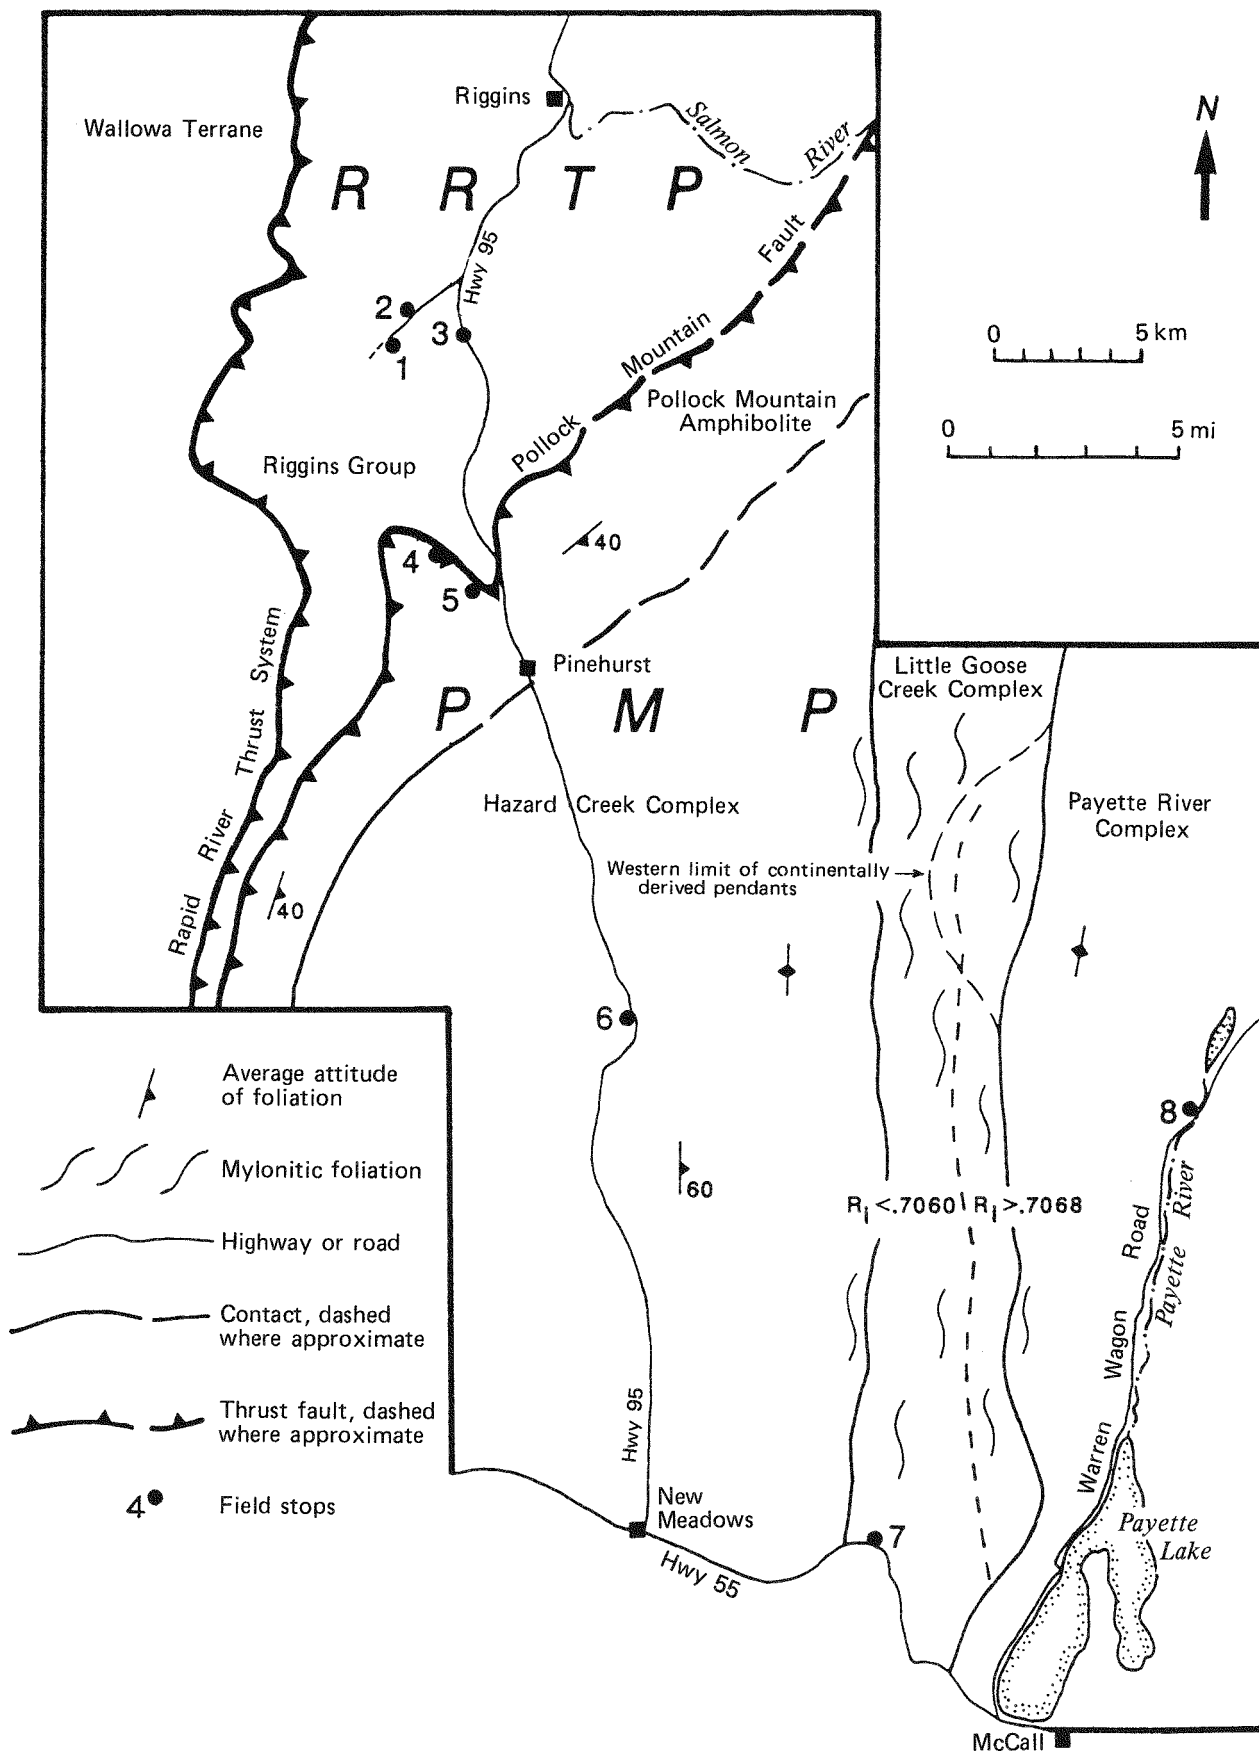 Riggins
Salmon River
N
Wallowa Terrane
R R T P
Hwy 95
Fault
2
3
1
0 5 km
Mountain
Pollock Mountain
Amphibolite
0 5 mi
Pollock
Riggins Group
40
4
5
Rapid River Thrust System
Pinehurst
Little Goose
Creek Complex
P M P
Hazard Creek Complex
Payette River
Complex
Western limit of continentally
derived pendants
40
6
Average attitude
of foliation
8
Mylonitic foliation
60
Ri <.7060
Ri >.7068
Payette River
Highway or road
Warren Wagon Road
Contact, dashed
where approximate
Thrust fault, dashed
where approximate
Hwy 95
4 Field stops
New
Meadows
7
Payette
Lake
Hwy 55
McCall